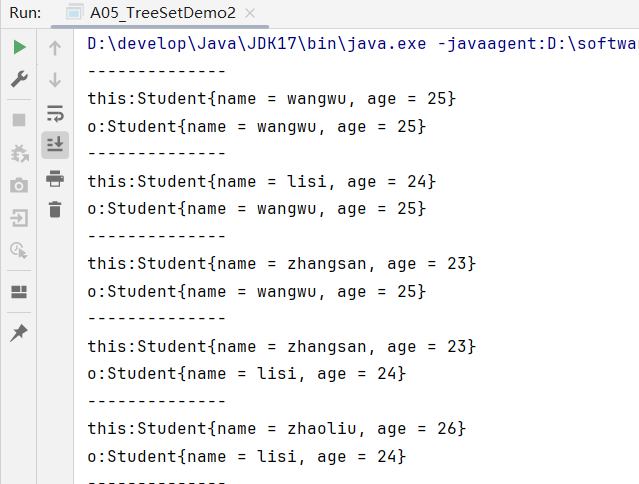 Run: A05_TreeSetDemo2 ×
D:\develop\Java\JDK17\bin\java.exe -javaagent:D:\softwar
--------------
this:Student{name = wangwu, age = 25}
o:Student{name = wangwu, age = 25}
--------------
this:Student{name = lisi, age = 24}
o:Student{name = wangwu, age = 25}
--------------
this:Student{name = zhangsan, age = 23}
o:Student{name = wangwu, age = 25}
--------------
this:Student{name = zhangsan, age = 23}
o:Student{name = lisi, age = 24}
--------------
this:Student{name = zhaoliu, age = 26}
o:Student{name = lisi, age = 24}
--------------